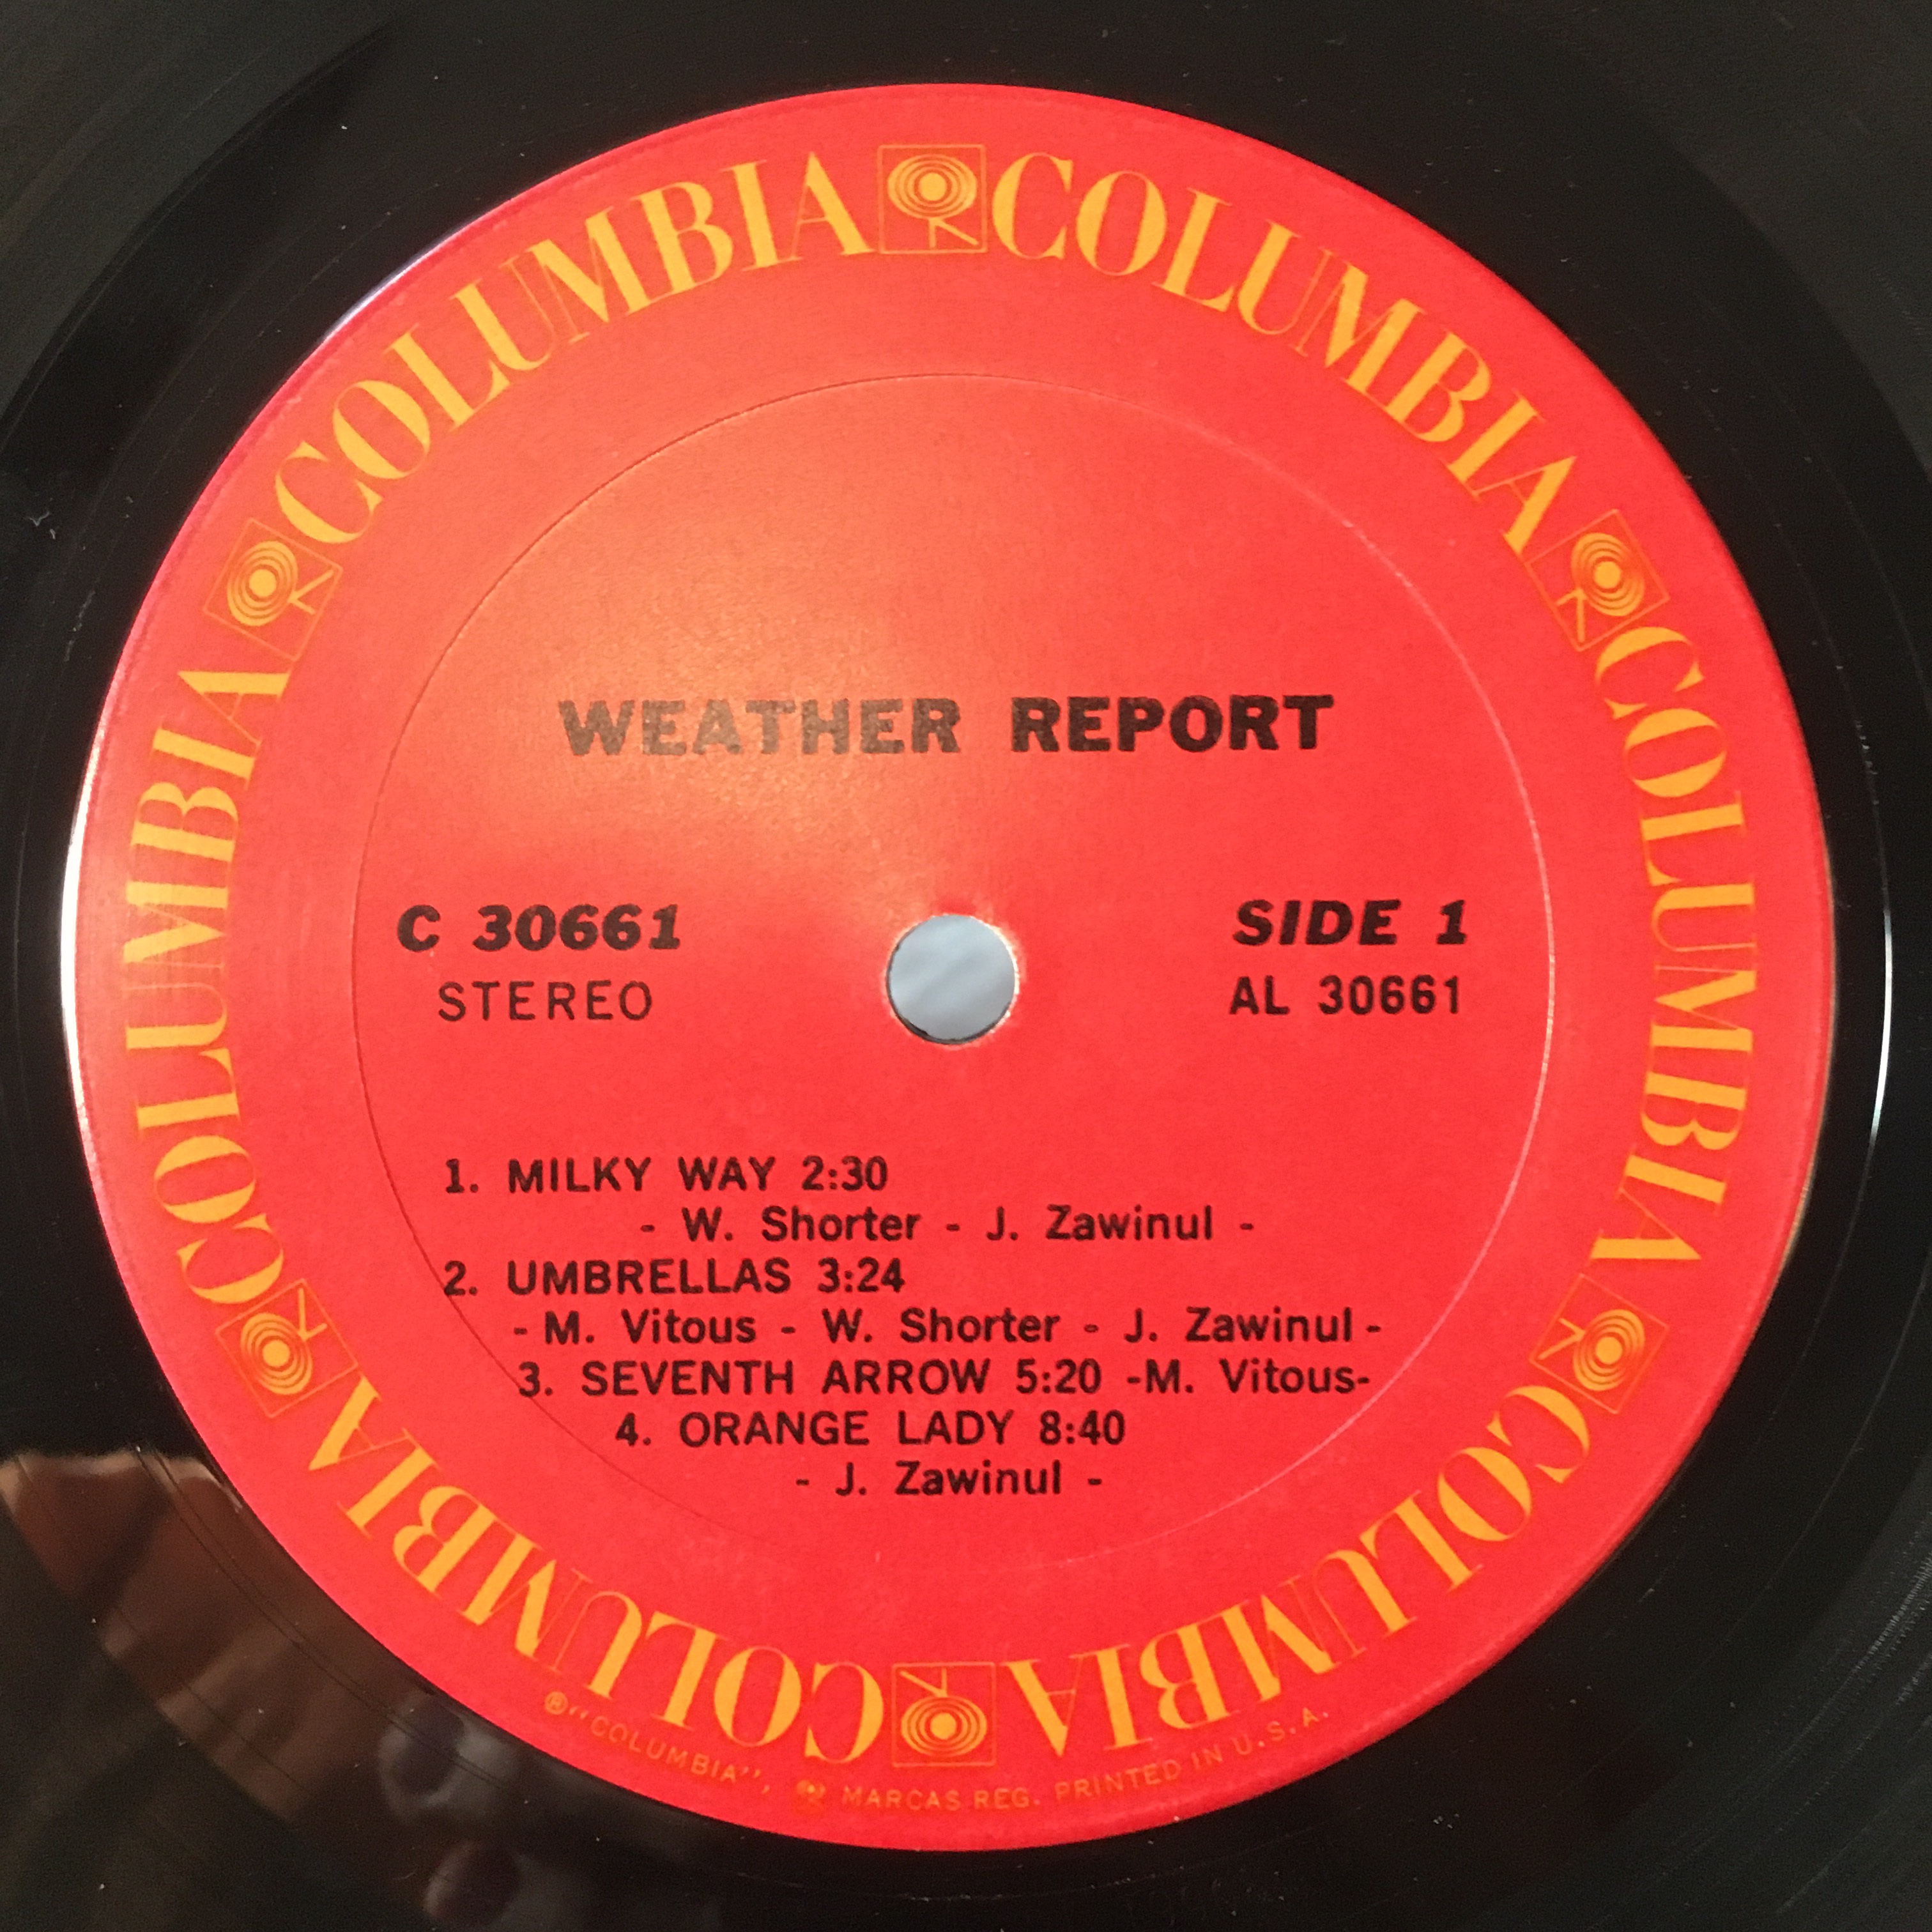 COLUMBIA COLUMBIA COLUMBIA COLUMBIA COLUMBIA COLUMBIA
WEATHER REPORT
C 30661
STEREO
SIDE 1
AL 30661
1. MILKY WAY 2:30
- W. Shorter - J. Zawinul -
2. UMBRELLAS 3:24
- M. Vitous - W. Shorter - J. Zawinul -
3. SEVENTH ARROW 5:20 -M. Vitous-
4. ORANGE LADY 8:40
- J. Zawinul -
®"COLUMBIA", MARCAS REG. PRINTED IN U.S.A.